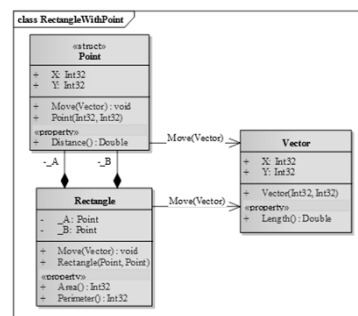 class RectangleWithPoint
«struct»
Point
+ X: Int32
+ Y: Int32
+ Move(Vector) : void
+ Point(Int32, Int32)
«property»
+ Distance() : Double
Move(Vector)
-_A
-_B
Vector
+ X: Int32
+ Y: Int32
+ Vector(Int32, Int32)
«property»
+ Length() : Double
Rectangle
- _A: Point
- _B: Point
+ Move(Vector) : void
+ Rectangle(Point, Point)
«property»
+ Area() : Int32
+ Perimeter() : Int32
Move(Vector)